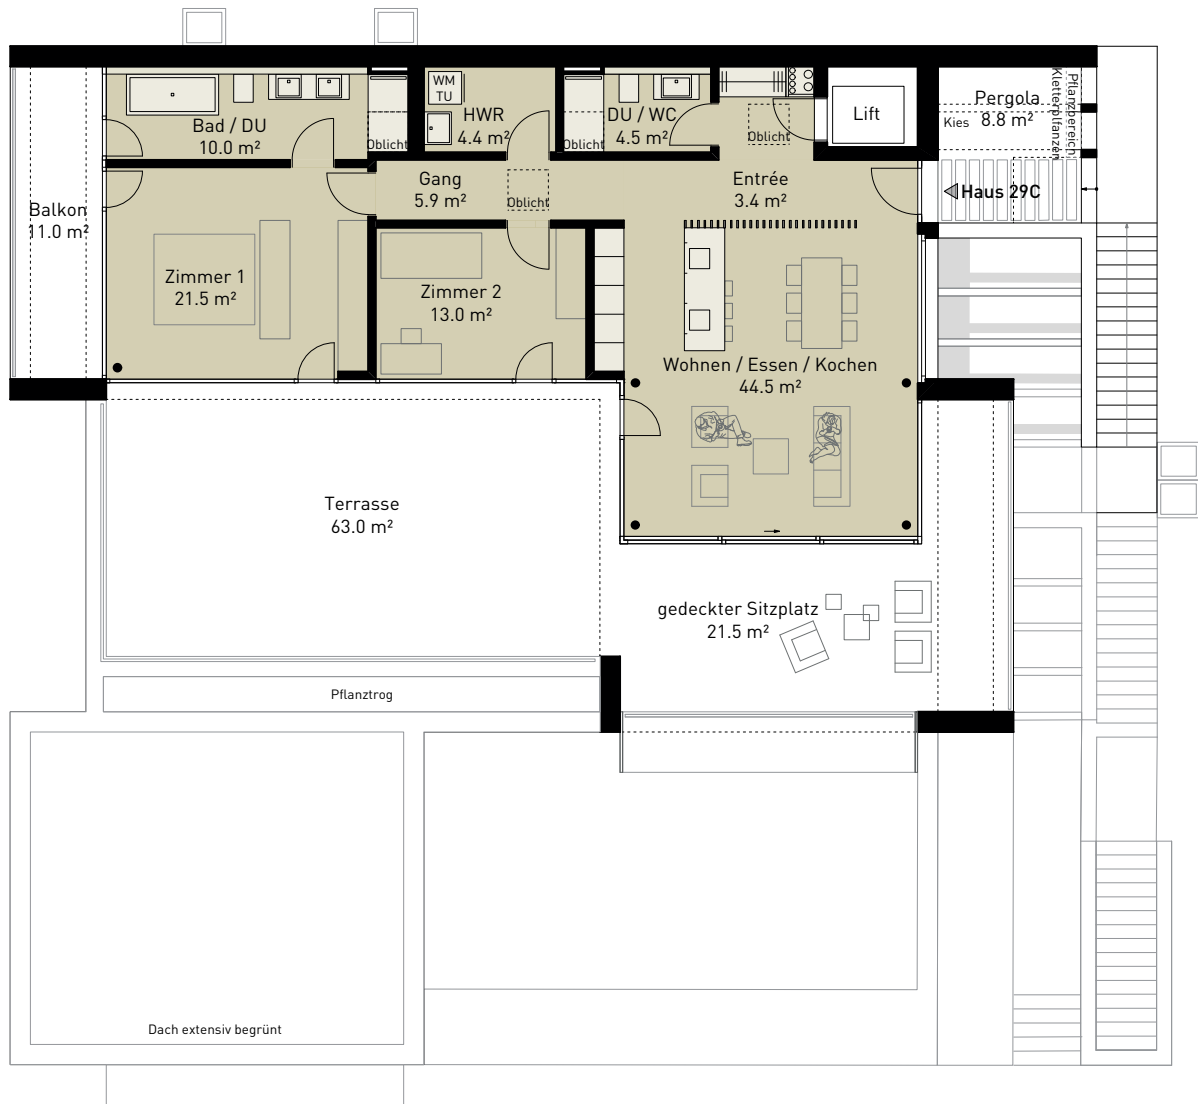 WM
TU
HWR
4.4 m²
Bad / DU
10.0 m²
Oblicht
DU / WC
4.5 m²
Oblicht
Oblicht
Lift
Pergola
8.8 m²
Kies
Pflanzbereich
Kletterpflfanzen
Haus 29C
Gang
5.9 m²
Oblicht
Entrée
3.4 m²
Balkon
11.0 m²
Zimmer 1
21.5 m²
Zimmer 2
13.0 m²
Wohnen / Essen / Kochen
44.5 m²
Terrasse
63.0 m²
gedeckter Sitzplatz
21.5 m²
Pflanztrog
Dach extensiv begrünt